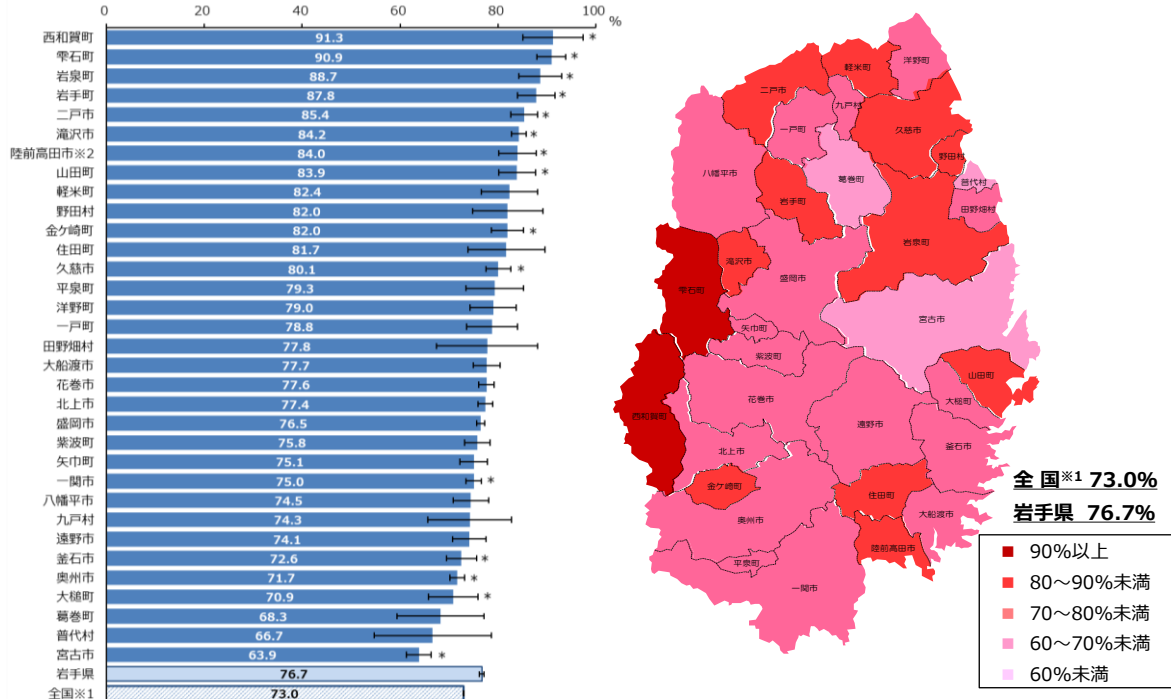 0 20 40 60 80 100
%
西和賀町 91.3 *
雫石町 90.9 *
岩泉町 88.7 *
岩手町 87.8 *
二戸市 85.4 *
滝沢市 84.2 *
陸前高田市※2 84.0 *
山田町 83.9 *
軽米町 82.4
野田村 82.0
金ケ崎町 82.0 *
住田町 81.7
久慈市 80.1 *
平泉町 79.3
洋野町 79.0
一戸町 78.8
田野畑村 77.8
大船渡市 77.7
花巻市 77.6
北上市 77.4
盛岡市 76.5
紫波町 75.8
矢巾町 75.1
一関市 75.0 *
八幡平市 74.5
九戸村 74.3
遠野市 74.1
釜石市 72.6 *
奥州市 71.7 *
大槌町 70.9 *
葛巻町 68.3
普代村 66.7
宮古市 63.9 *
岩手県 76.7
全国※1 73.0
洋野町
軽米町
二戸市
九戸村
久慈市
一戸町
野田村
八幡平市
葛巻町
普代村
岩手町
田野畑村
岩泉町
滝沢市
盛岡市
雫石町
宮古市
矢巾町
紫波町
山田町
大槌町
花巻市
西和賀町
遠野市
釜石市
北上市
金ケ崎町
住田町
大船渡市
奥州市
陸前高田市
平泉町
一関市
全 国※1 73.0%
岩手県 76.7%
90%以上
80～90%未満
70～80%未満
60～70%未満
60%未満